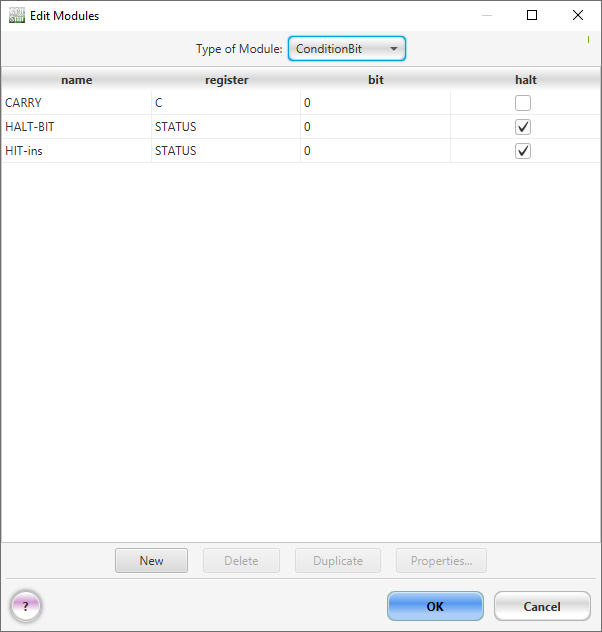 Edit Modules
Type of Module: ConditionBit
name register bit halt
CARRY C 0
HALT-BIT STATUS 0
HIT-ins STATUS 0
New Delete Duplicate Properties...
? OK Cancel